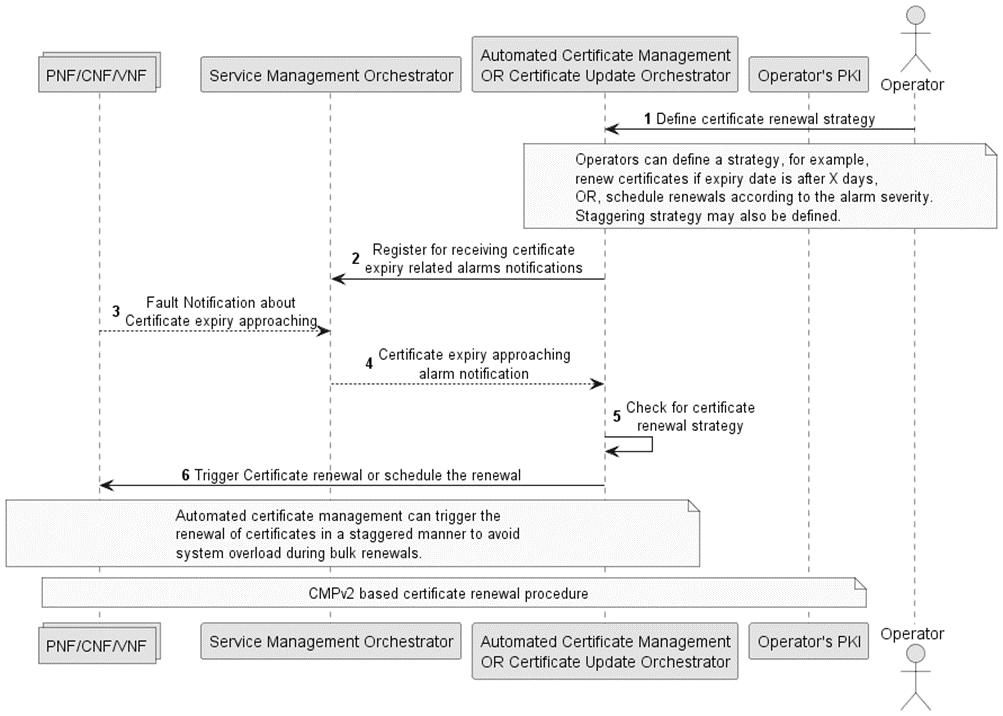 PNF/CNF/VNF
Service Management Orchestrator
Automated Certificate Management
OR Certificate Update Orchestrator
Operator's PKI
Operator
1 Define certificate renewal strategy
Operators can define a strategy, for example,
renew certificates if expiry date is after X days,
OR, schedule renewals according to the alarm severity.
Staggering strategy may also be defined.
2 Register for receiving certificate
expiry related alarms notifications
3 Fault Notification about
Certificate expiry approaching
4 Certificate expiry approaching
alarm notification
5 Check for certificate
renewal strategy
6 Trigger Certificate renewal or schedule the renewal
Automated certificate management can trigger the
renewal of certificates in a staggered manner to avoid
system overload during bulk renewals.
CMPv2 based certificate renewal procedure
PNF/CNF/VNF
Service Management Orchestrator
Automated Certificate Management
OR Certificate Update Orchestrator
Operator's PKI
Operator